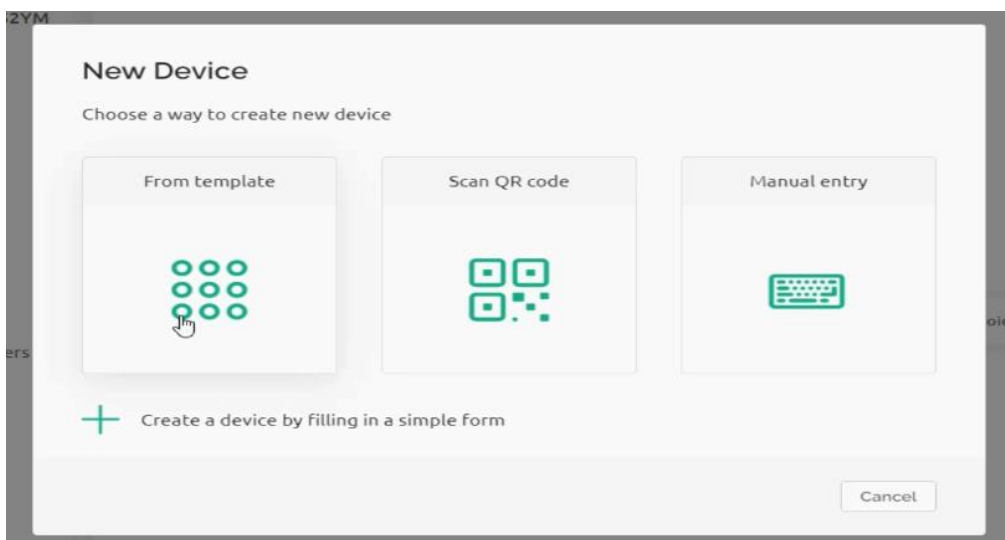 New Device
Choose a way to create new device
From template
Scan QR code
Manual entry
Create a device by filling in a simple form
Cancel